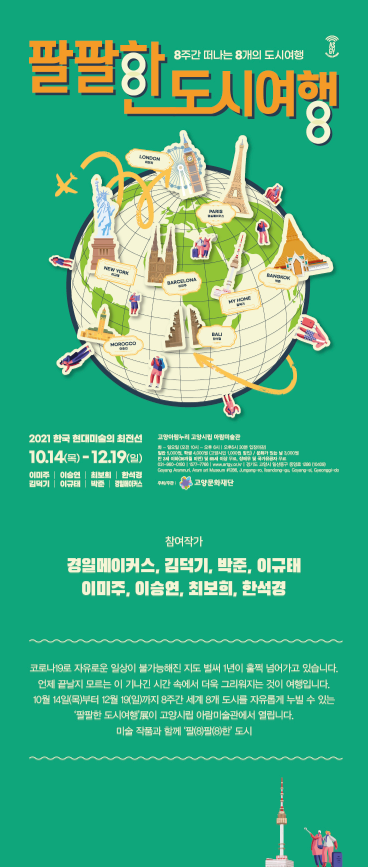 8주간 떠나는 8개의 도시여행
팔팔한
도시여행
8
8
LONDON
PARIS
NEW YORK
BARCELONA
BANGKOK
MY HOME
MOROCCO
BALI
2021 한국 현대미술의 최전선
10.14(목) - 12.19(일)
이미주 | 이승연 | 최보희 | 한석경
김덕기 | 이규태 | 박준 | 경일메이커스
고양아람누리 고양시립 아람미술관
고양문화재단
참여작가
경일메이커스, 김덕기, 박준, 이규태
이미주, 이승연, 최보희, 한석경
코로나19로 자유로운 일상이 불가능해진 지도 벌써 1년이 훌쩍 넘어가고 있습니다.
언제 끝날지 모르는 이 기나긴 시간 속에서 더욱 그리워지는 것이 여행입니다.
10월 14일(목)부터 12월 19일(일)까지 8주간 세계 8개 도시를 자유롭게 누빌 수 있는
'팔팔한 도시여행'展이 고양시립 아람미술관에서 열립니다.
미술 작품과 함께 '팔(8)팔(8)한' 도시